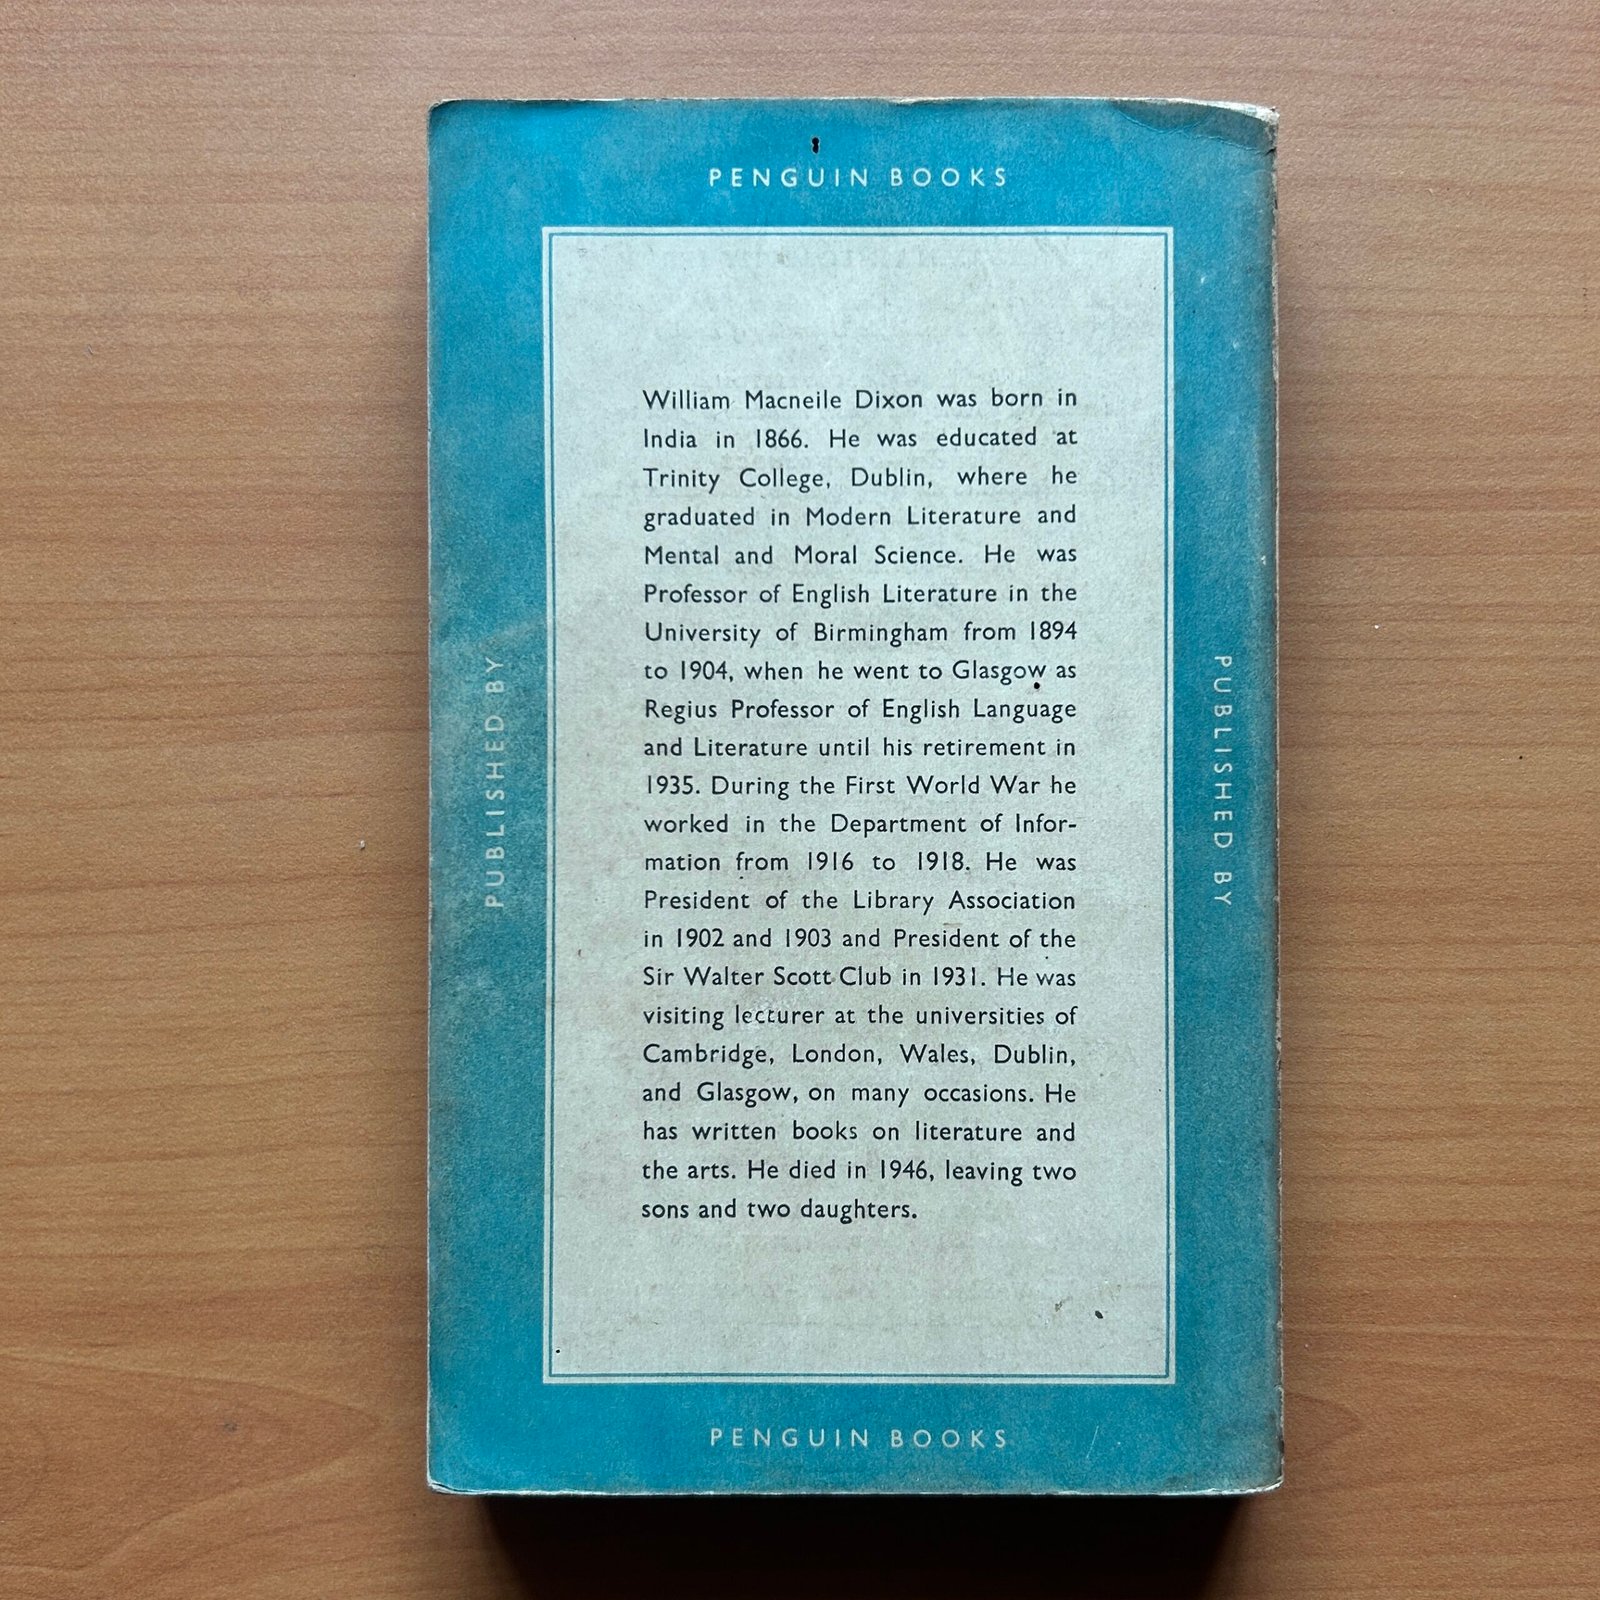 PENGUIN BOOKS
William Macneile Dixon was born in
India in 1866. He was educated at
Trinity College, Dublin, where he
graduated in Modern Literature and
Mental and Moral Science. He was
Professor of English Literature in the
University of Birmingham from 1894
to 1904, when he went to Glasgow as
Regius Professor of English Language
and Literature until his retirement in
1935. During the First World War he
worked in the Department of Infor-
mation from 1916 to 1918. He was
President of the Library Association
in 1902 and 1903 and President of the
Sir Walter Scott Club in 1931. He was
visiting lecturer at the universities of
Cambridge, London, Wales, Dublin,
and Glasgow, on many occasions. He
has written books on literature and
the arts. He died in 1946, leaving two
sons and two daughters.
PUBLISHED BY
PUBLISHED BY
PENGUIN BOOKS